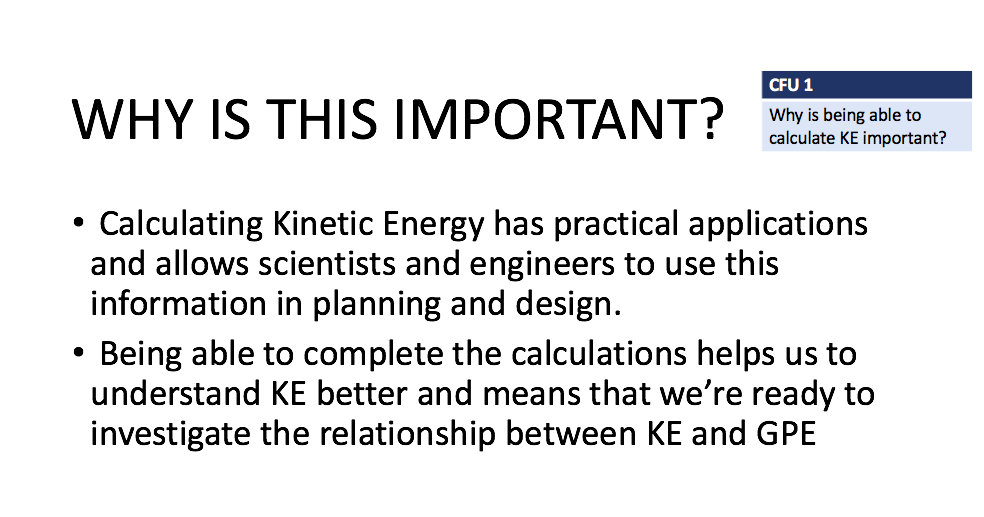 WHY IS THIS IMPORTANT?
CFU 1
Why is being able to
calculate KE important?
• Calculating Kinetic Energy has practical applications
and allows scientists and engineers to use this
information in planning and design.
• Being able to complete the calculations helps us to
understand KE better and means that we’re ready to
investigate the relationship between KE and GPE